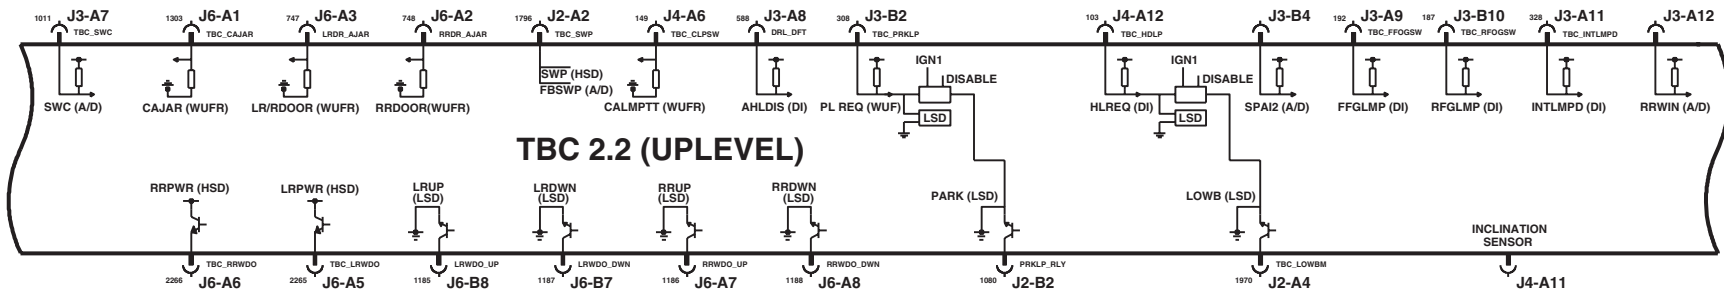 1011 J3-A7 TBC_SWC
1303 J6-A1 TBC_CAJAR
747 J6-A3 LRDR_AJAR
748 J6-A2 RRDR_AJAR
1796 J2-A2 TBC_SWP
149 J4-A6 TBC_CLPSW
588 J3-A8 DRL_DFT
308 J3-B2 TBC_PRKLP
103 J4-A12 TBC_HDLP
J3-B4
192 J3-A9 TBC_FFOGSW
187 J3-B10 TBC_RFOGSW
328 J3-A11 TBC_INTLMPD
J3-A12
SWC (A/D)
CAJAR (WUFR)
LR/RDOOR (WUFR)
RRDOOR(WUFR)
SWP (HSD)
FBSWP (A/D)
CALMPTT (WUFR)
AHLDIS (DI)
IGN1
DISABLE
PL REQ (WUF)
LSD
IGN1
DISABLE
HLREQ (DI)
LSD
SPAI2 (A/D)
FFGLMP (DI)
RFGLMP (DI)
INTLMPD (DI)
RRWIN (A/D)
TBC 2.2 (UPLEVEL)
RRPWR (HSD)
LRPWR (HSD)
LRUP
(LSD)
LRDWN
(LSD)
RRUP
(LSD)
RRDWN
(LSD)
PARK (LSD)
LOWB (LSD)
INCLINATION
SENSOR
2266 TBC_RRWDO J6-A6
2265 TBC_LRWDO J6-A5
1185 LRWDO_UP J6-B8
1187 LRWDO_DWN J6-B7
1186 RRWDO_UP J6-A7
1188 RRWDO_DWN J6-A8
1080 PRKLP_RLY J2-B2
1970 TBC_LOWBM J2-A4
J4-A11